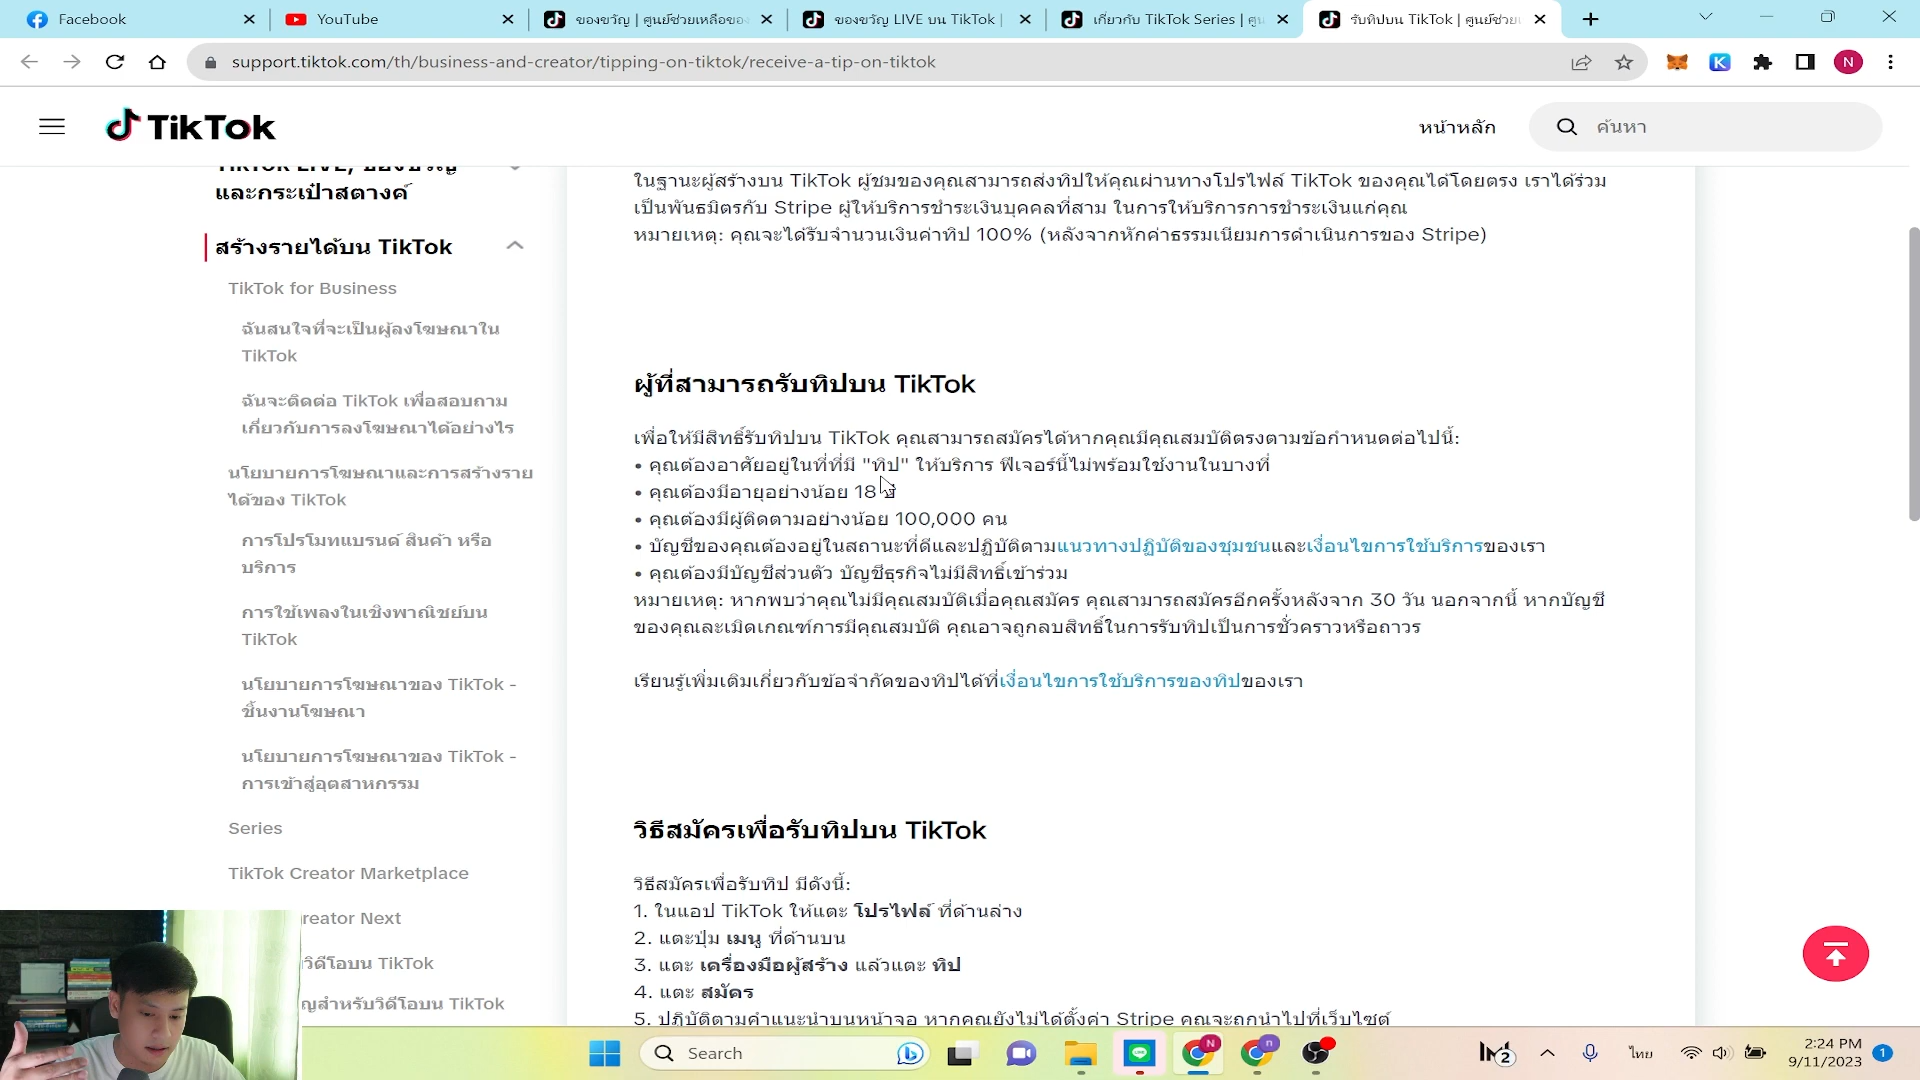 Facebook
YouTube
ของขวัญ | ศูนย์ช่วยเหลือของ
ของขวัญ LIVE บน TikTok |
เกี่ยวกับ TikTok Series | ศูน
รับทิปบน TikTok | ศูนย์ช่วย
support.tiktok.com/th/business-and-creator/tipping-on-tiktok/receive-a-tip-on-tiktok
K
N
TikTok
หน้าหลัก
ค้นหา
TikTok LIVE, ของขวัญ
และกระเป๋าสตางค์
สร้างรายได้บน TikTok
TikTok for Business
ฉันสนใจที่จะเป็นผู้ลงโฆษณาใน
TikTok
ฉันจะติดต่อ TikTok เพื่อสอบถาม
เกี่ยวกับการลงโฆษณาได้อย่างไร
นโยบายการโฆษณาและการสร้างราย
ได้ของ TikTok
การโปรโมทแบรนด์ สินค้า หรือ
บริการ
การใช้เพลงในเชิงพาณิชย์บน
TikTok
นโยบายการโฆษณาของ TikTok -
ชิ้นงานโฆษณา
นโยบายการโฆษณาของ TikTok -
การเข้าสู่อุตสาหกรรม
Series
TikTok Creator Marketplace
reator Next
วิดีโอบน TikTok
ญสำหรับวิดีโอบน TikTok
ในฐานะผู้สร้างบน TikTok ผู้ชมของคุณสามารถส่งทิปให้คุณผ่านทางโปรไฟล์ TikTok ของคุณได้โดยตรง เราได้ร่วม
เป็นพันธมิตรกับ Stripe ผู้ให้บริการชำระเงินบุคคลที่สาม ในการให้บริการการชำระเงินแก่คุณ
หมายเหตุ: คุณจะได้รับจำนวนเงินค่าทิป 100% (หลังจากหักค่าธรรมเนียมการดำเนินการของ Stripe)
ผู้ที่สามารถรับทิปบน TikTok
เพื่อให้มีสิทธิ์รับทิปบน TikTok คุณสามารถสมัครได้หากคุณมีคุณสมบัติตรงตามข้อกำหนดต่อไปนี้:
• คุณต้องอาศัยอยู่ในที่ที่มี "ทิป" ให้บริการ ฟีเจอร์นี้ไม่พร้อมใช้งานในบางที่
• คุณต้องมีอายุอย่างน้อย 18 ปี
• คุณต้องมีผู้ติดตามอย่างน้อย 100,000 คน
• บัญชีของคุณต้องอยู่ในสถานะที่ดีและปฏิบัติตามแนวทางปฏิบัติของชุมชนและเงื่อนไขการใช้บริการของเรา
• คุณต้องมีบัญชีส่วนตัว บัญชีธุรกิจไม่มีสิทธิ์เข้าร่วม
หมายเหตุ: หากพบว่าคุณไม่มีคุณสมบัติเมื่อคุณสมัคร คุณสามารถสมัครอีกครั้งหลังจาก 30 วัน นอกจากนี้ หากบัญชี
ของคุณละเมิดเกณฑ์การมีคุณสมบัติ คุณอาจถูกลบสิทธิ์ในการรับทิปเป็นการชั่วคราวหรือถาวร
เรียนรู้เพิ่มเติมเกี่ยวกับข้อจำกัดของทิปได้ที่เงื่อนไขการใช้บริการของทิปของเรา
วิธีสมัครเพื่อรับทิปบน TikTok
วิธีสมัครเพื่อรับทิป มีดังนี้:
1. ในแอป TikTok ให้แตะ โปรไฟล์ ที่ด้านล่าง
2. แตะปุ่ม เมนู ที่ด้านบน
3. แตะ เครื่องมือผู้สร้าง แล้วแตะ ทิป
4. แตะ สมัคร
5. ปฏิบัติตามคำแนะนำบนหน้าจอ หากคุณยังไม่ได้ตั้งค่า Stripe คุณจะถูกนำไปที่เว็บไซต์
Search
N
n
2
ไทย
2:24 PM
9/11/2023
1